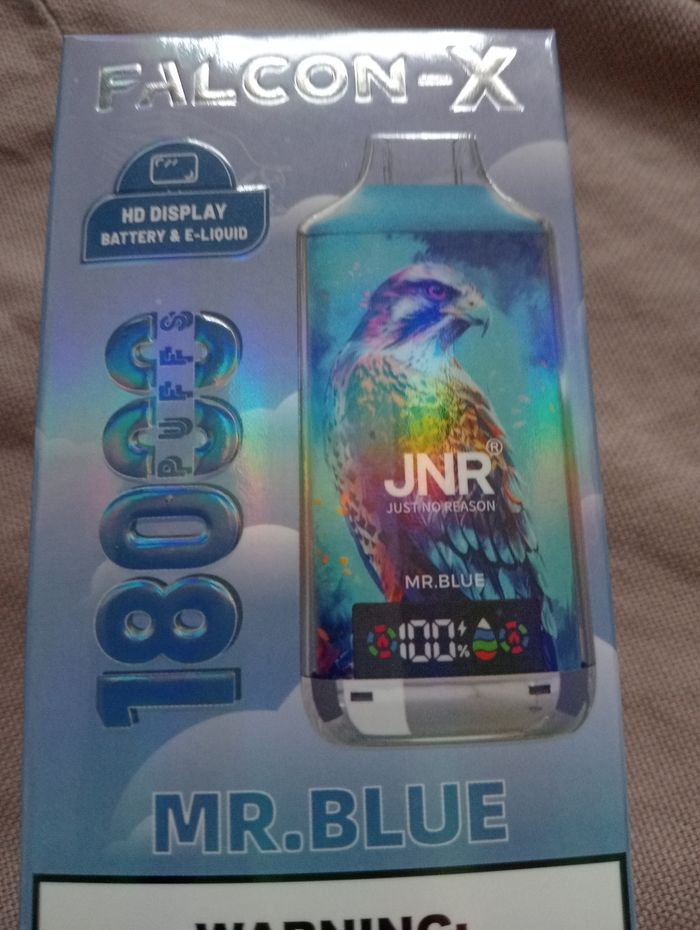 FALCON-X
HD DISPLAY
BATTERY & E-LIQUID
18000
PUFFS
JNR®
JUST NO REASON
MR.BLUE
100%
MR.BLUE
WARNING: